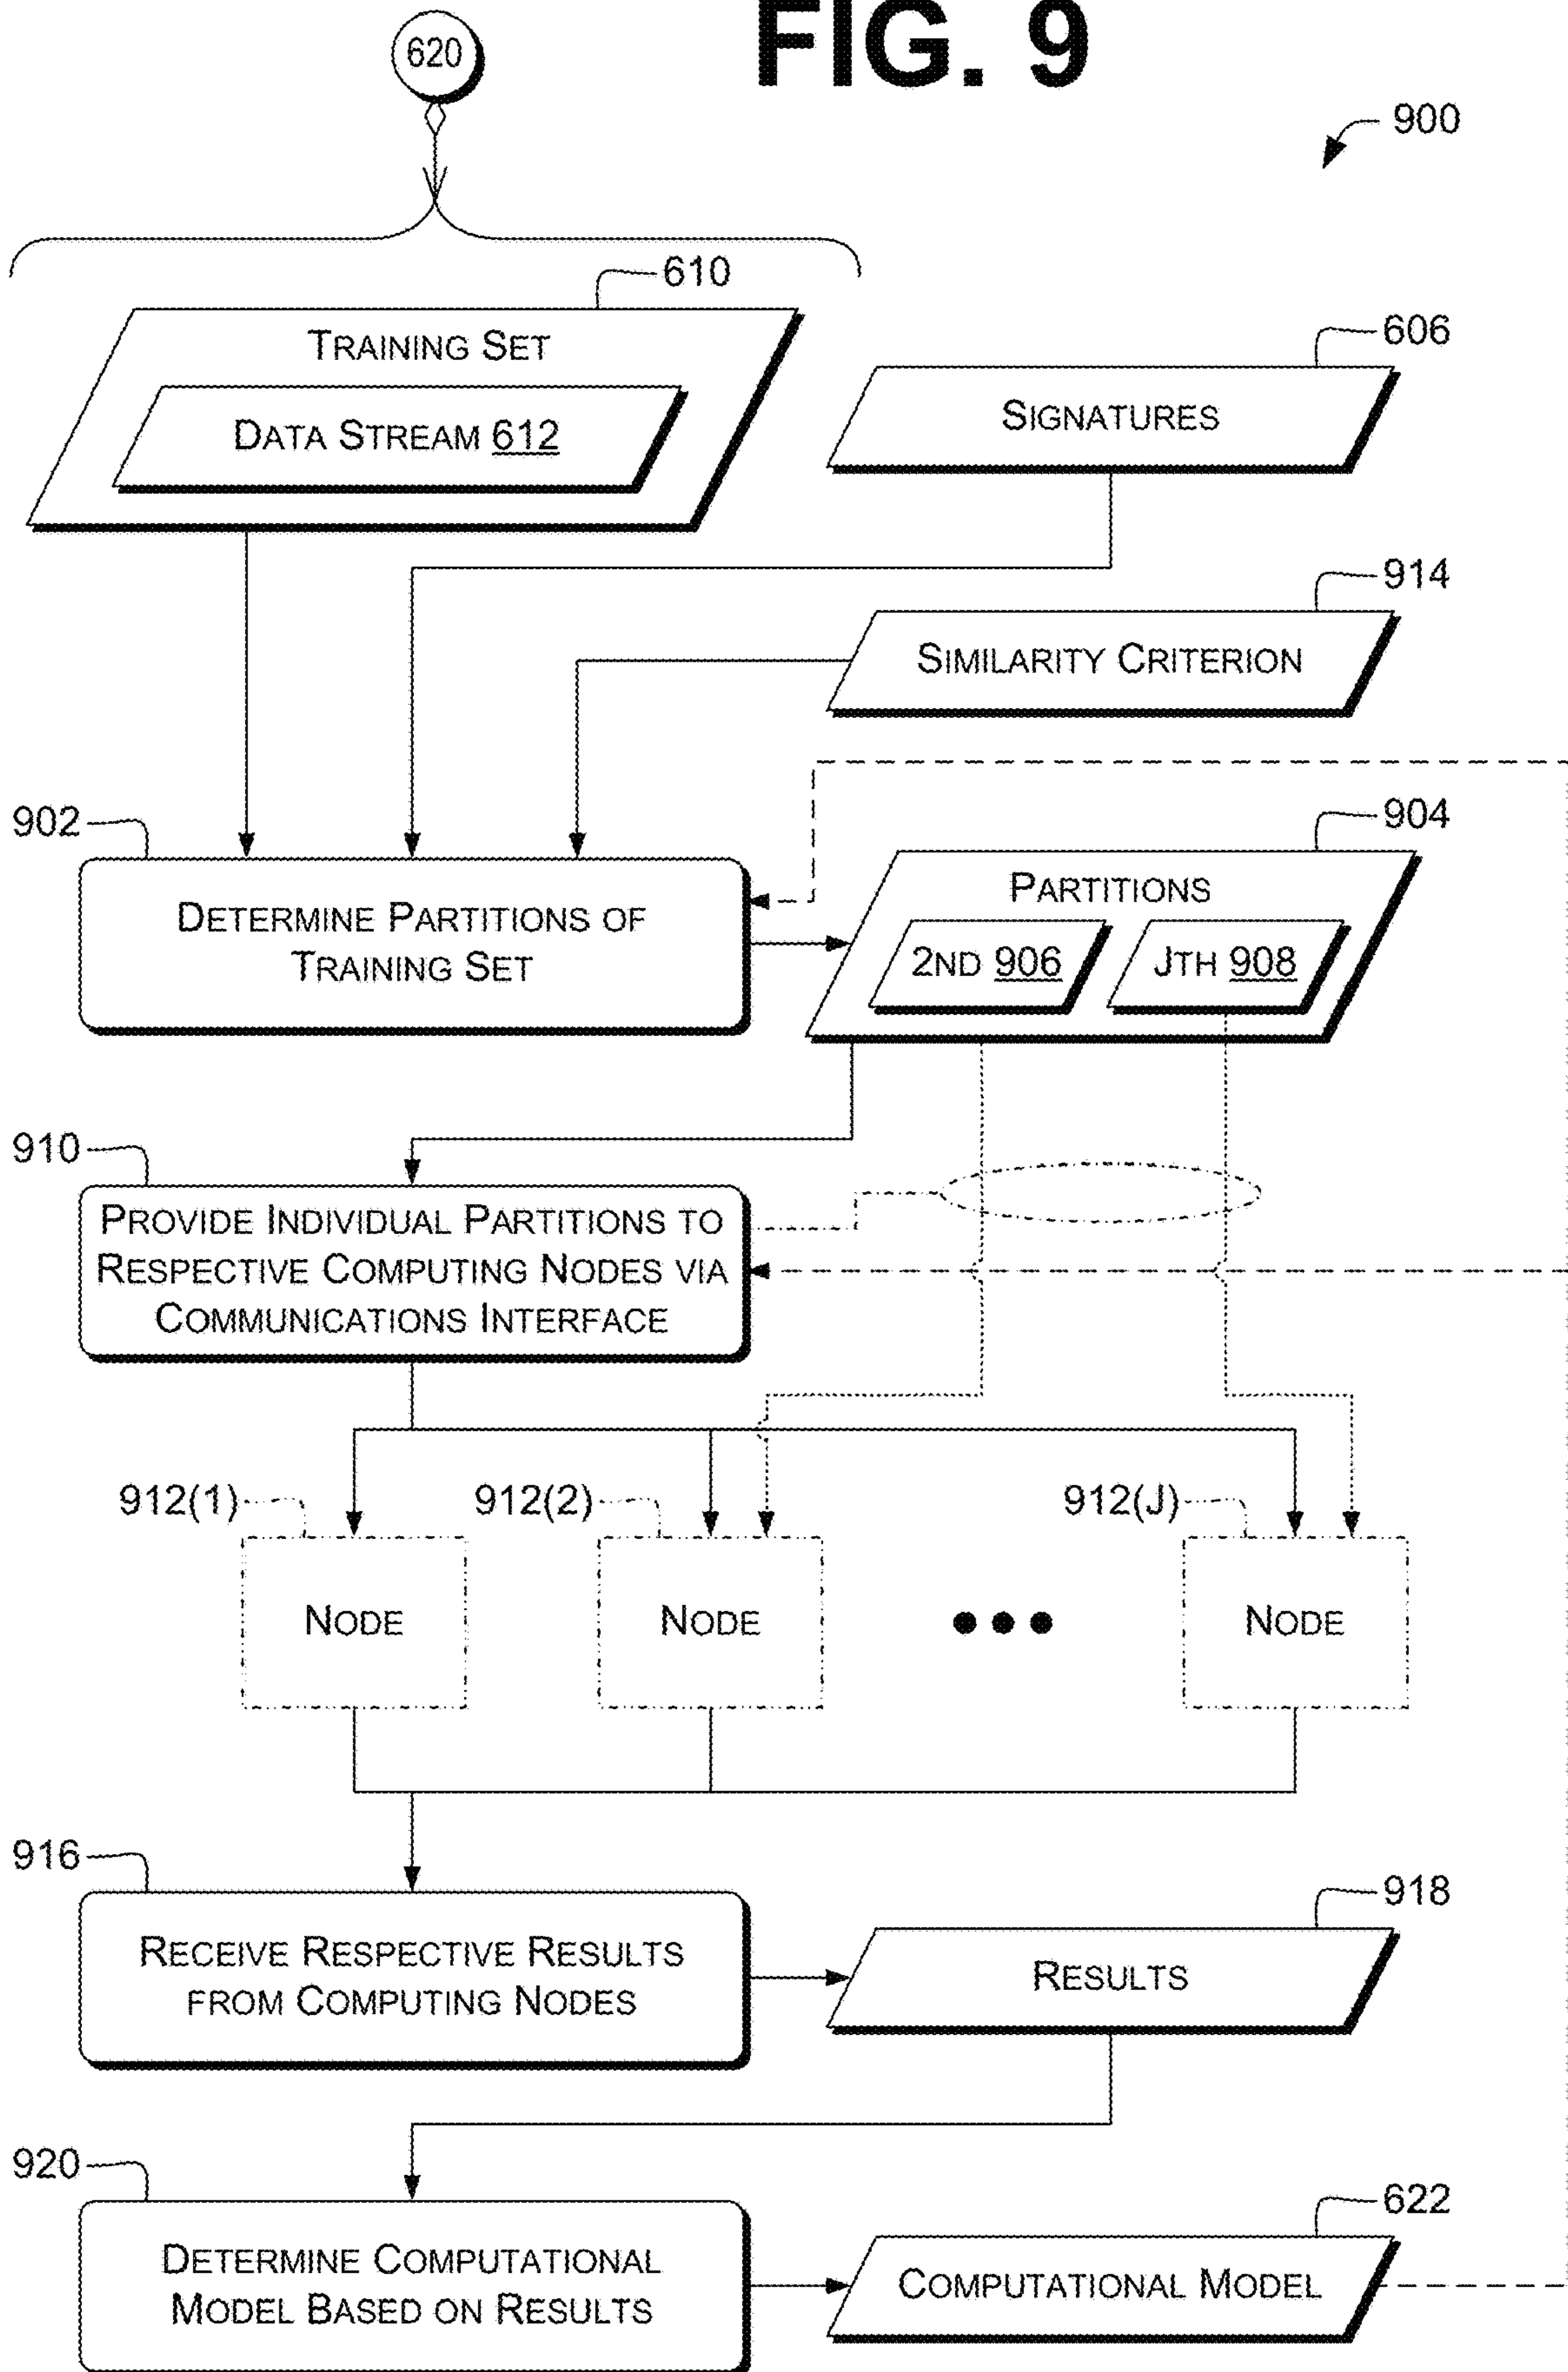 FIG. 9
620
900
610
TRAINING SET
DATA STREAM 612
606
SIGNATURES
914
SIMILARITY CRITERION
902
DETERMINE PARTITIONS OF
TRAINING SET
904
PARTITIONS
2ND 906
JTH 908
910
PROVIDE INDIVIDUAL PARTITIONS TO
RESPECTIVE COMPUTING NODES VIA
COMMUNICATIONS INTERFACE
912(1)
912(2)
912(J)
NODE
NODE
NODE
916
RECEIVE RESPECTIVE RESULTS
FROM COMPUTING NODES
918
RESULTS
920
DETERMINE COMPUTATIONAL
MODEL BASED ON RESULTS
622
COMPUTATIONAL MODEL